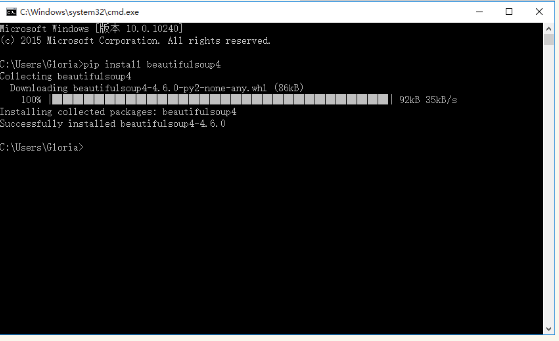 C:\Windows\system32\cmd.exe
Microsoft Windows [版本 10.0.10240]
(c) 2015 Microsoft Corporation. All rights reserved.
C:\Users\Gloria>pip install beautifulsoup4
Collecting beautifulsoup4
Downloading beautifulsoup4-4.6.0-py2-none-any.whl (86kB)
100% |████████████████████████████████| 92kB 35kB/s
Installing collected packages: beautifulsoup4
Successfully installed beautifulsoup4-4.6.0
C:\Users\Gloria>